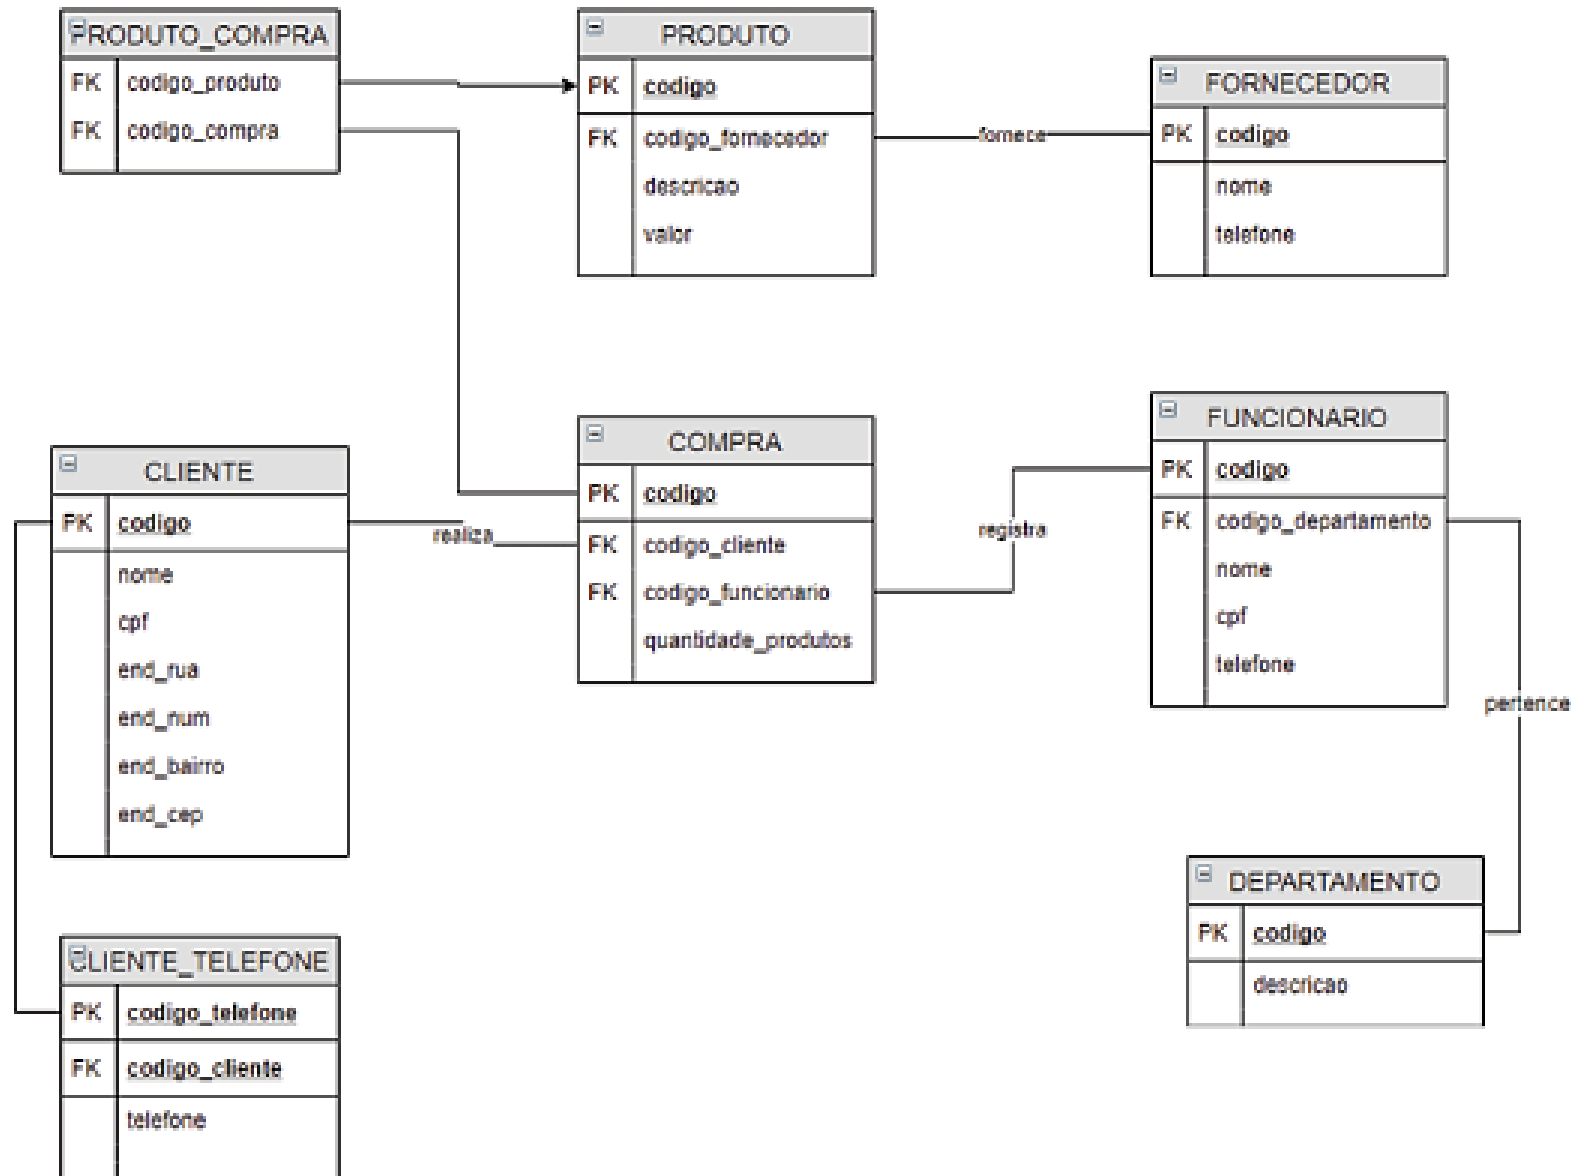 PRODUTO_COMPRA
FK codigo_produto
FK codigo_compra
PRODUTO
PK codigo
FK codigo_fornecedor
descricao
valor
fornece
FORNECEDOR
PK codigo
nome
telefone
CLIENTE
PK codigo
nome
cpf
end_rua
end_num
end_bairro
end_cep
realiza
COMPRA
PK codigo
FK codigo_cliente
FK codigo_funcionario
quantidade_produtos
registra
FUNCIONARIO
PK codigo
FK codigo_departamento
nome
cpf
telefone
pertence
DEPARTAMENTO
PK codigo
descricao
CLIENTE_TELEFONE
PK codigo_telefone
FK codigo_cliente
telefone